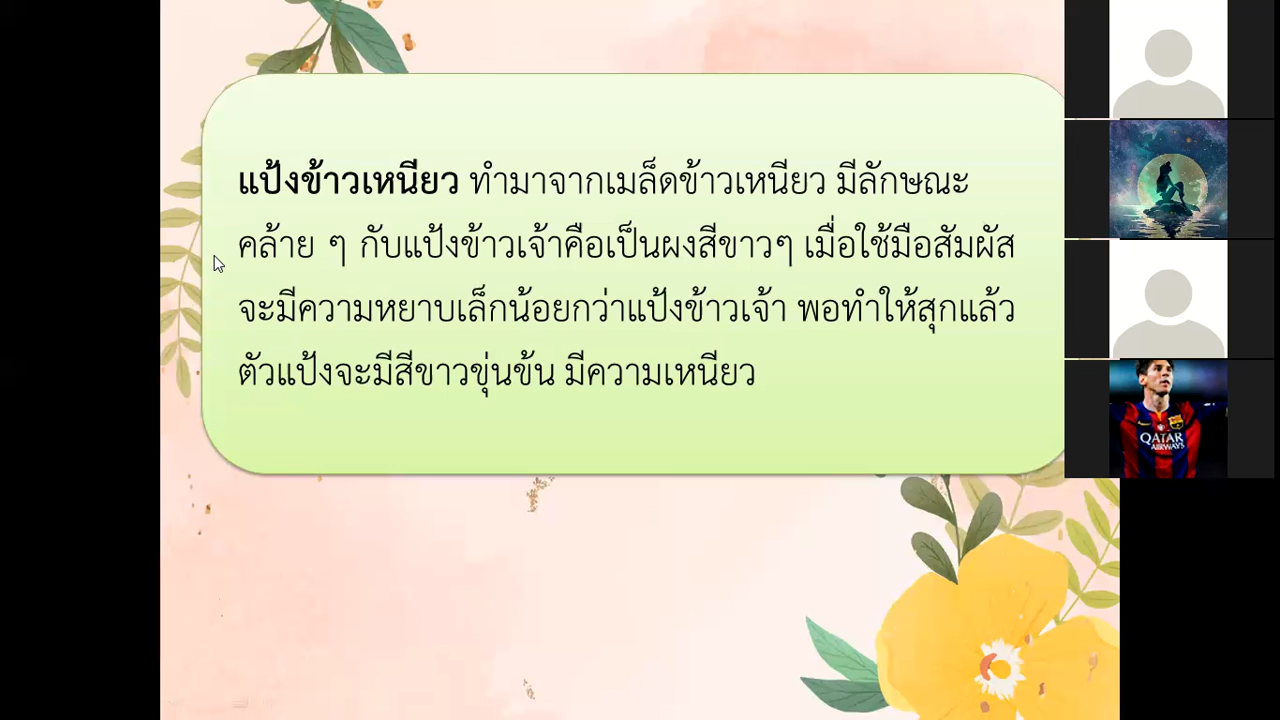 แป้งข้าวเหนียว ทำมาจากเมล็ดข้าวเหนียว มีลักษณะ
คล้าย ๆ กับแป้งข้าวเจ้าคือเป็นผงสีขาวๆ เมื่อใช้มือสัมผัส
จะมีความหยาบเล็กน้อยกว่าแป้งข้าวเจ้า พอทำให้สุกแล้ว
ตัวแป้งจะมีสีขาวขุ่นข้น มีความเหนียว
QATAR
AIRWAYS